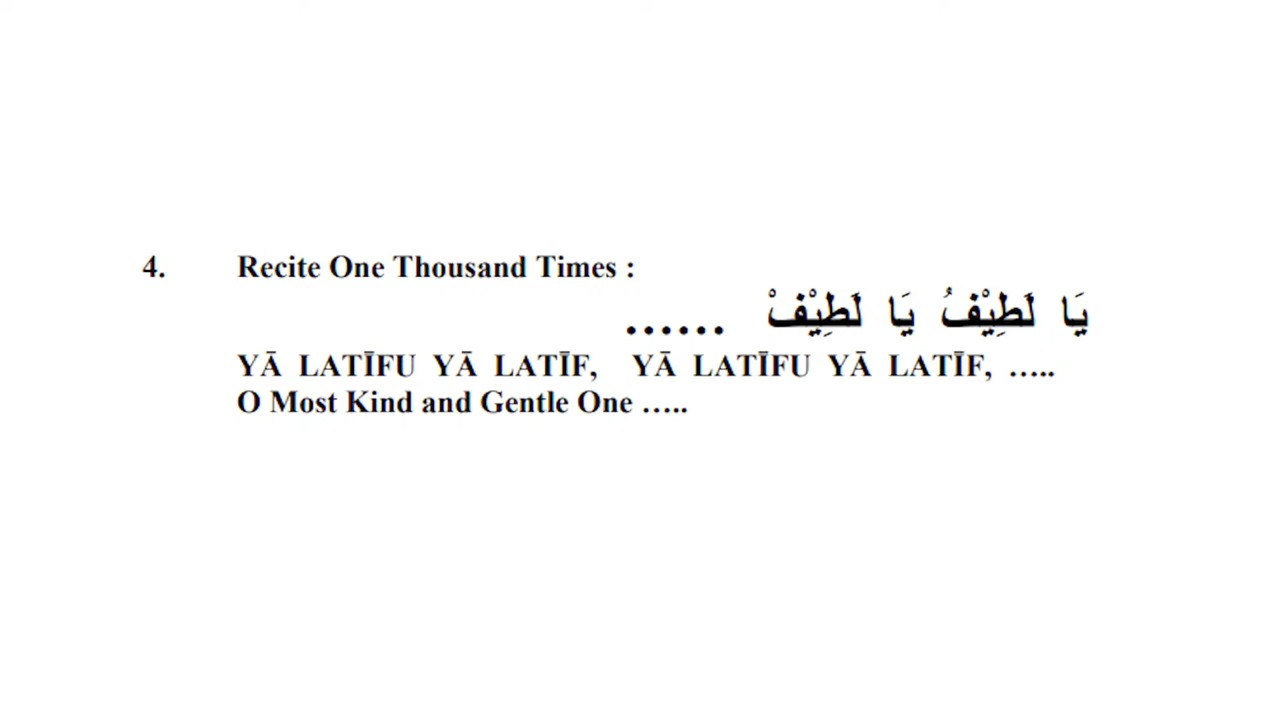 4. Recite One Thousand Times :
يَا لَطِيْفُ يَا لَطِيْفْ ......
YĀ LATĪFU YĀ LATĪF, YĀ LATĪFU YĀ LATĪF, …..
O Most Kind and Gentle One …..